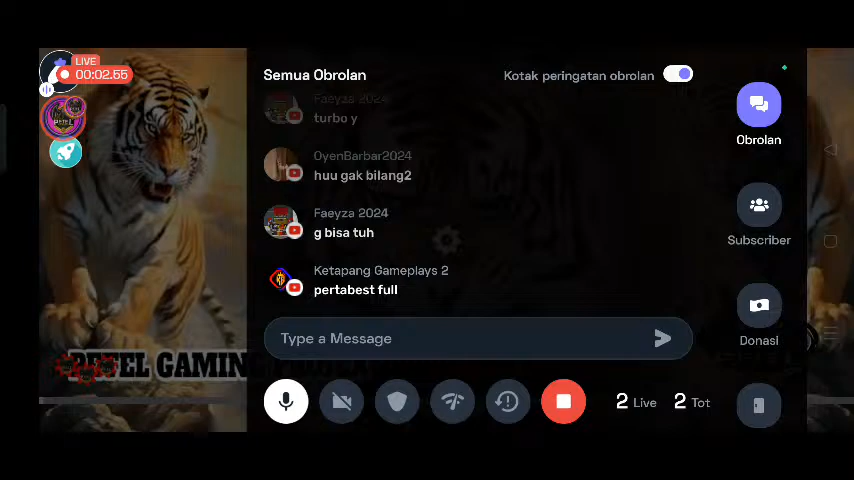 LIVE
00:02.55
Semua Obrolan
Kotak peringatan obrolan
Faeyza 2024
turbo y
OyenBarbar2024
huu gak bilang2
Faeyza 2024
g bisa tuh
Ketapang Gameplays 2
pertabest full
Type a Message
2 Live
2 Tot
Obrolan
Subscriber
Donasi
GAMING